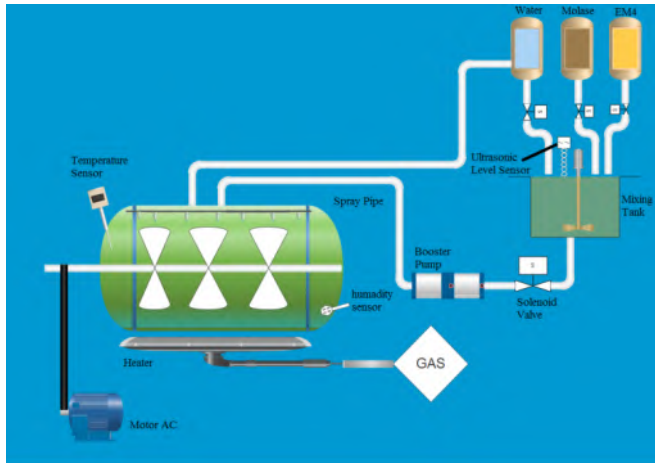 Water Molase EM4
Temperature
Sensor
Ultrasonic
Level Sensor
Spray Pipe
Mixing
Tank
Booster
Pump
S
Solenoid
Valve
humadity
sensor
Heater
GAS
Motor AC.